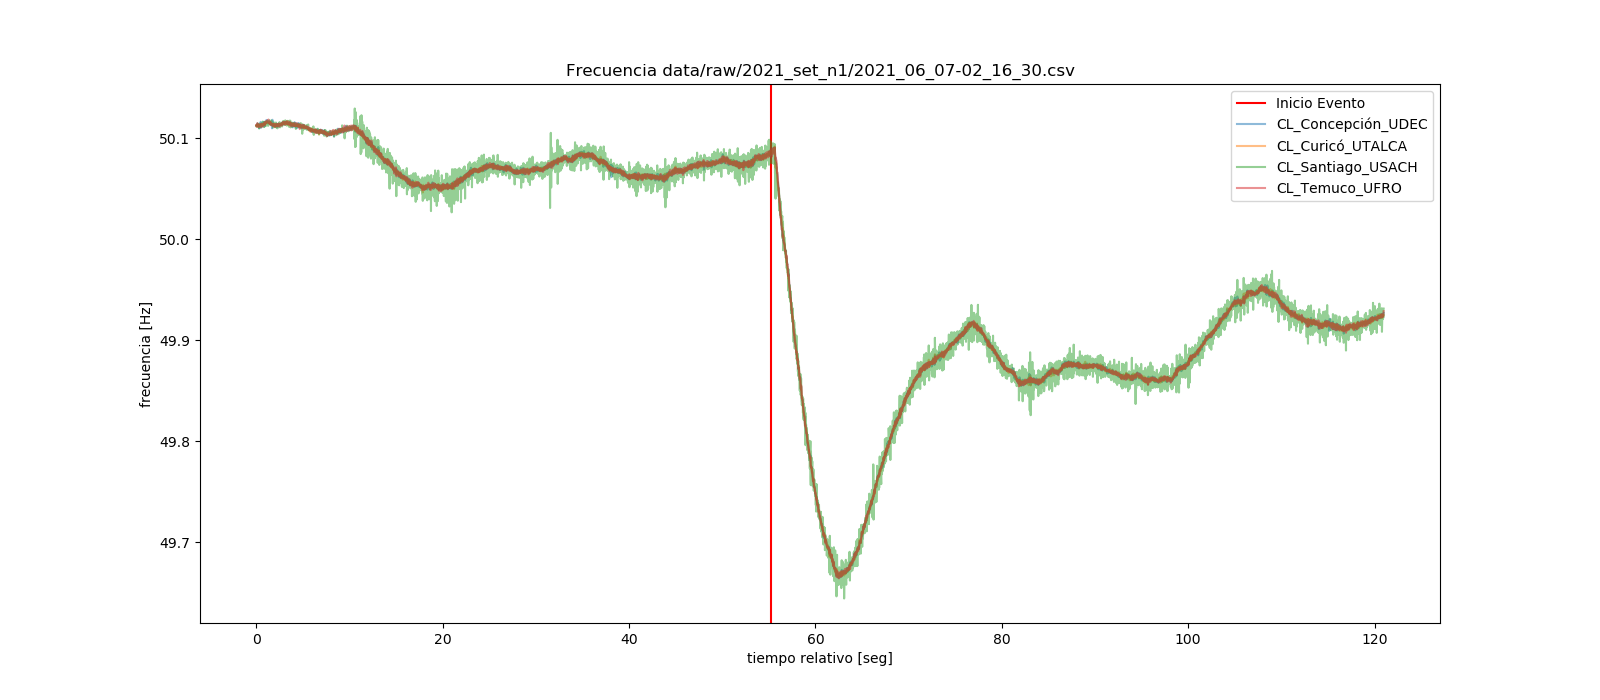 Frecuencia data/raw/2021_set_n1/2021_06_07-02_16_30.csv
Inicio Evento
CL_Concepción_UDEC
CL_Curicó_UTALCA
CL_Santiago_USACH
CL_Temuco_UFRO
frecuencia [Hz]
50.1
50.0
49.9
49.8
49.7
0 20 40 60 80 100 120
tiempo relativo [seg]